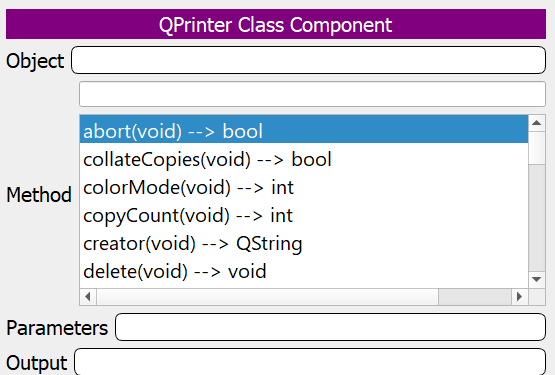 QPrinter Class Component
Object
Method
abort(void) --> bool
collateCopies(void) --> bool
colorMode(void) --> int
copyCount(void) --> int
creator(void) --> QString
delete(void) --> void
Parameters
Output